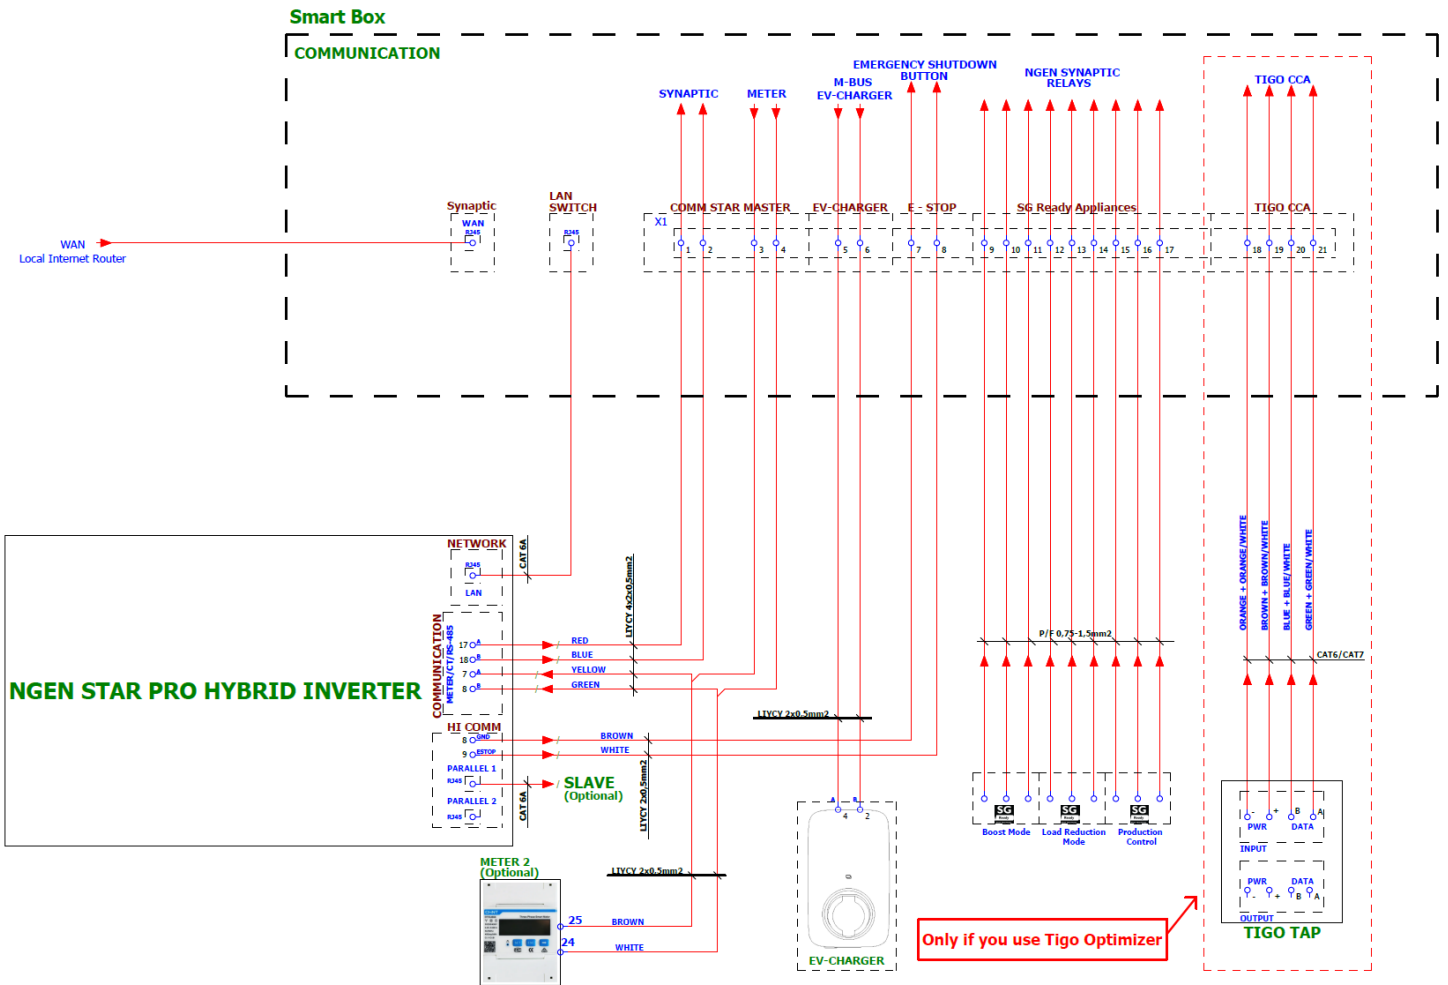 Smart Box
COMMUNICATION
EMERGENCY SHUTDOWN
BUTTON
M-BUS
EV-CHARGER
NGEN SYNAPTIC
RELAYS
TIGO CCA
SYNAPTIC
METER
Synaptic
WAN
RJ45
LAN
SWITCH
RJ45
COMM STAR MASTER
EV-CHARGER
E - STOP
SG Ready Appliances
TIGO CCA
X1
1 2 3 4 5 6 7 8 9 10 11 12 13 14 15 16 17 18 19 20 21
WAN
Local Internet Router
NGEN STAR PRO HYBRID INVERTER
NETWORK
RJ45
LAN
CAT 6A
COMMUNICATION
METER/CT/RS-485
17 A
18 B
7 A
8 B
RED
BLUE
YELLOW
GREEN
LIYCY 4x2x0,5mm2
HI COMM
8 GND
9 ESTOP
BROWN
WHITE
LIYCY 2x0,5mm2
PARALLEL 1
RJ45
PARALLEL 2
RJ45
CAT 6A
SLAVE
(Optional)
METER 2
(Optional)
LIYCY 2x0.5mm2
25
BROWN
24
WHITE
LIYCY 2x0.5mm2
A B
4 2
EV-CHARGER
P/F 0,75-1,5mm2
SG
Ready
SG
Ready
SG
Ready
Boost Mode
Load Reduction
Mode
Production
Control
ORANGE + ORANGE/WHITE
BROWN + BROWN/WHITE
BLUE + BLUE/WHITE
GREEN + GREEN/WHITE
CAT6/CAT7
- + B A
PWR DATA
INPUT
PWR DATA
- + B A
OUTPUT
TIGO TAP
Only if you use Tigo Optimizer